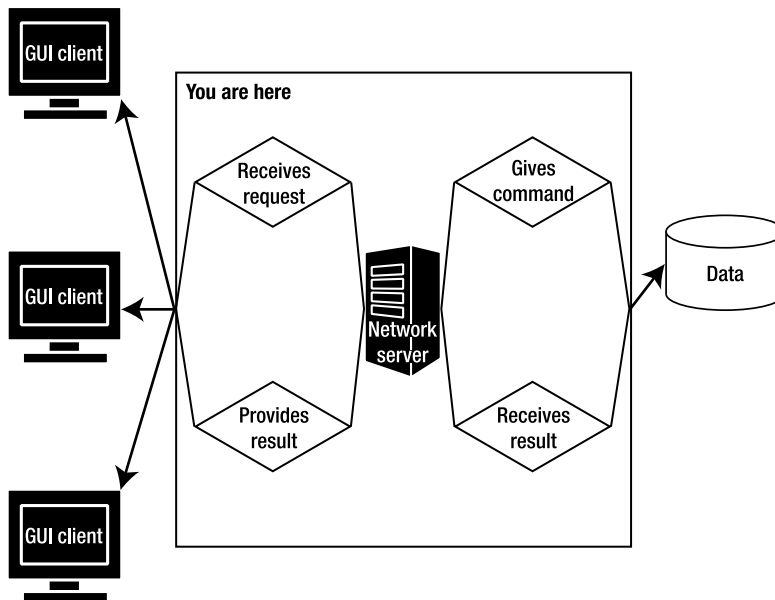 GUI client
You are here
Receives
request
Gives
command
GUI client
Network
server
Data
Provides
result
Receives
result
GUI client